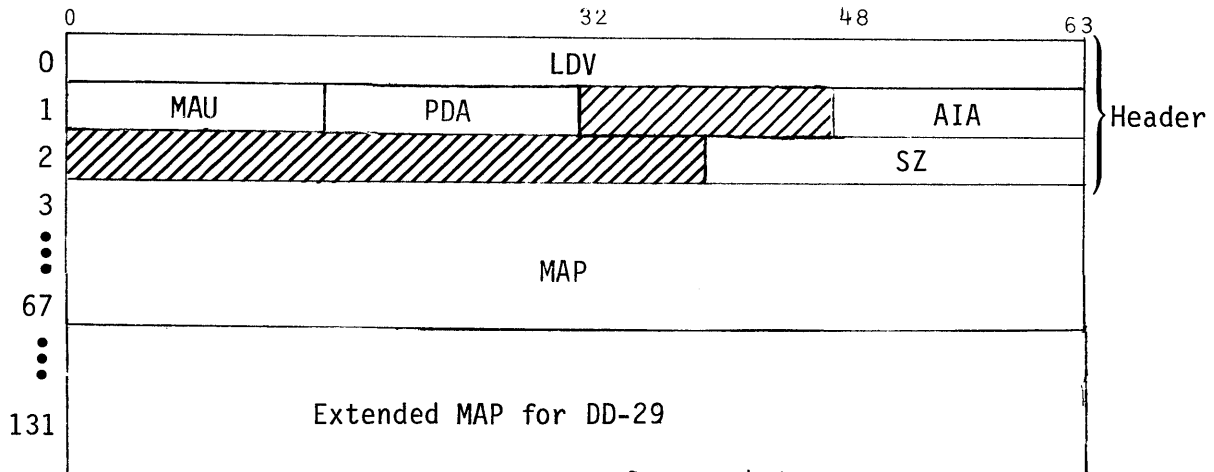 0 32 48 63
0 LDV
1 MAU PDA AIA Header
2 SZ
3
MAP
67
131 Extended MAP for DD-29